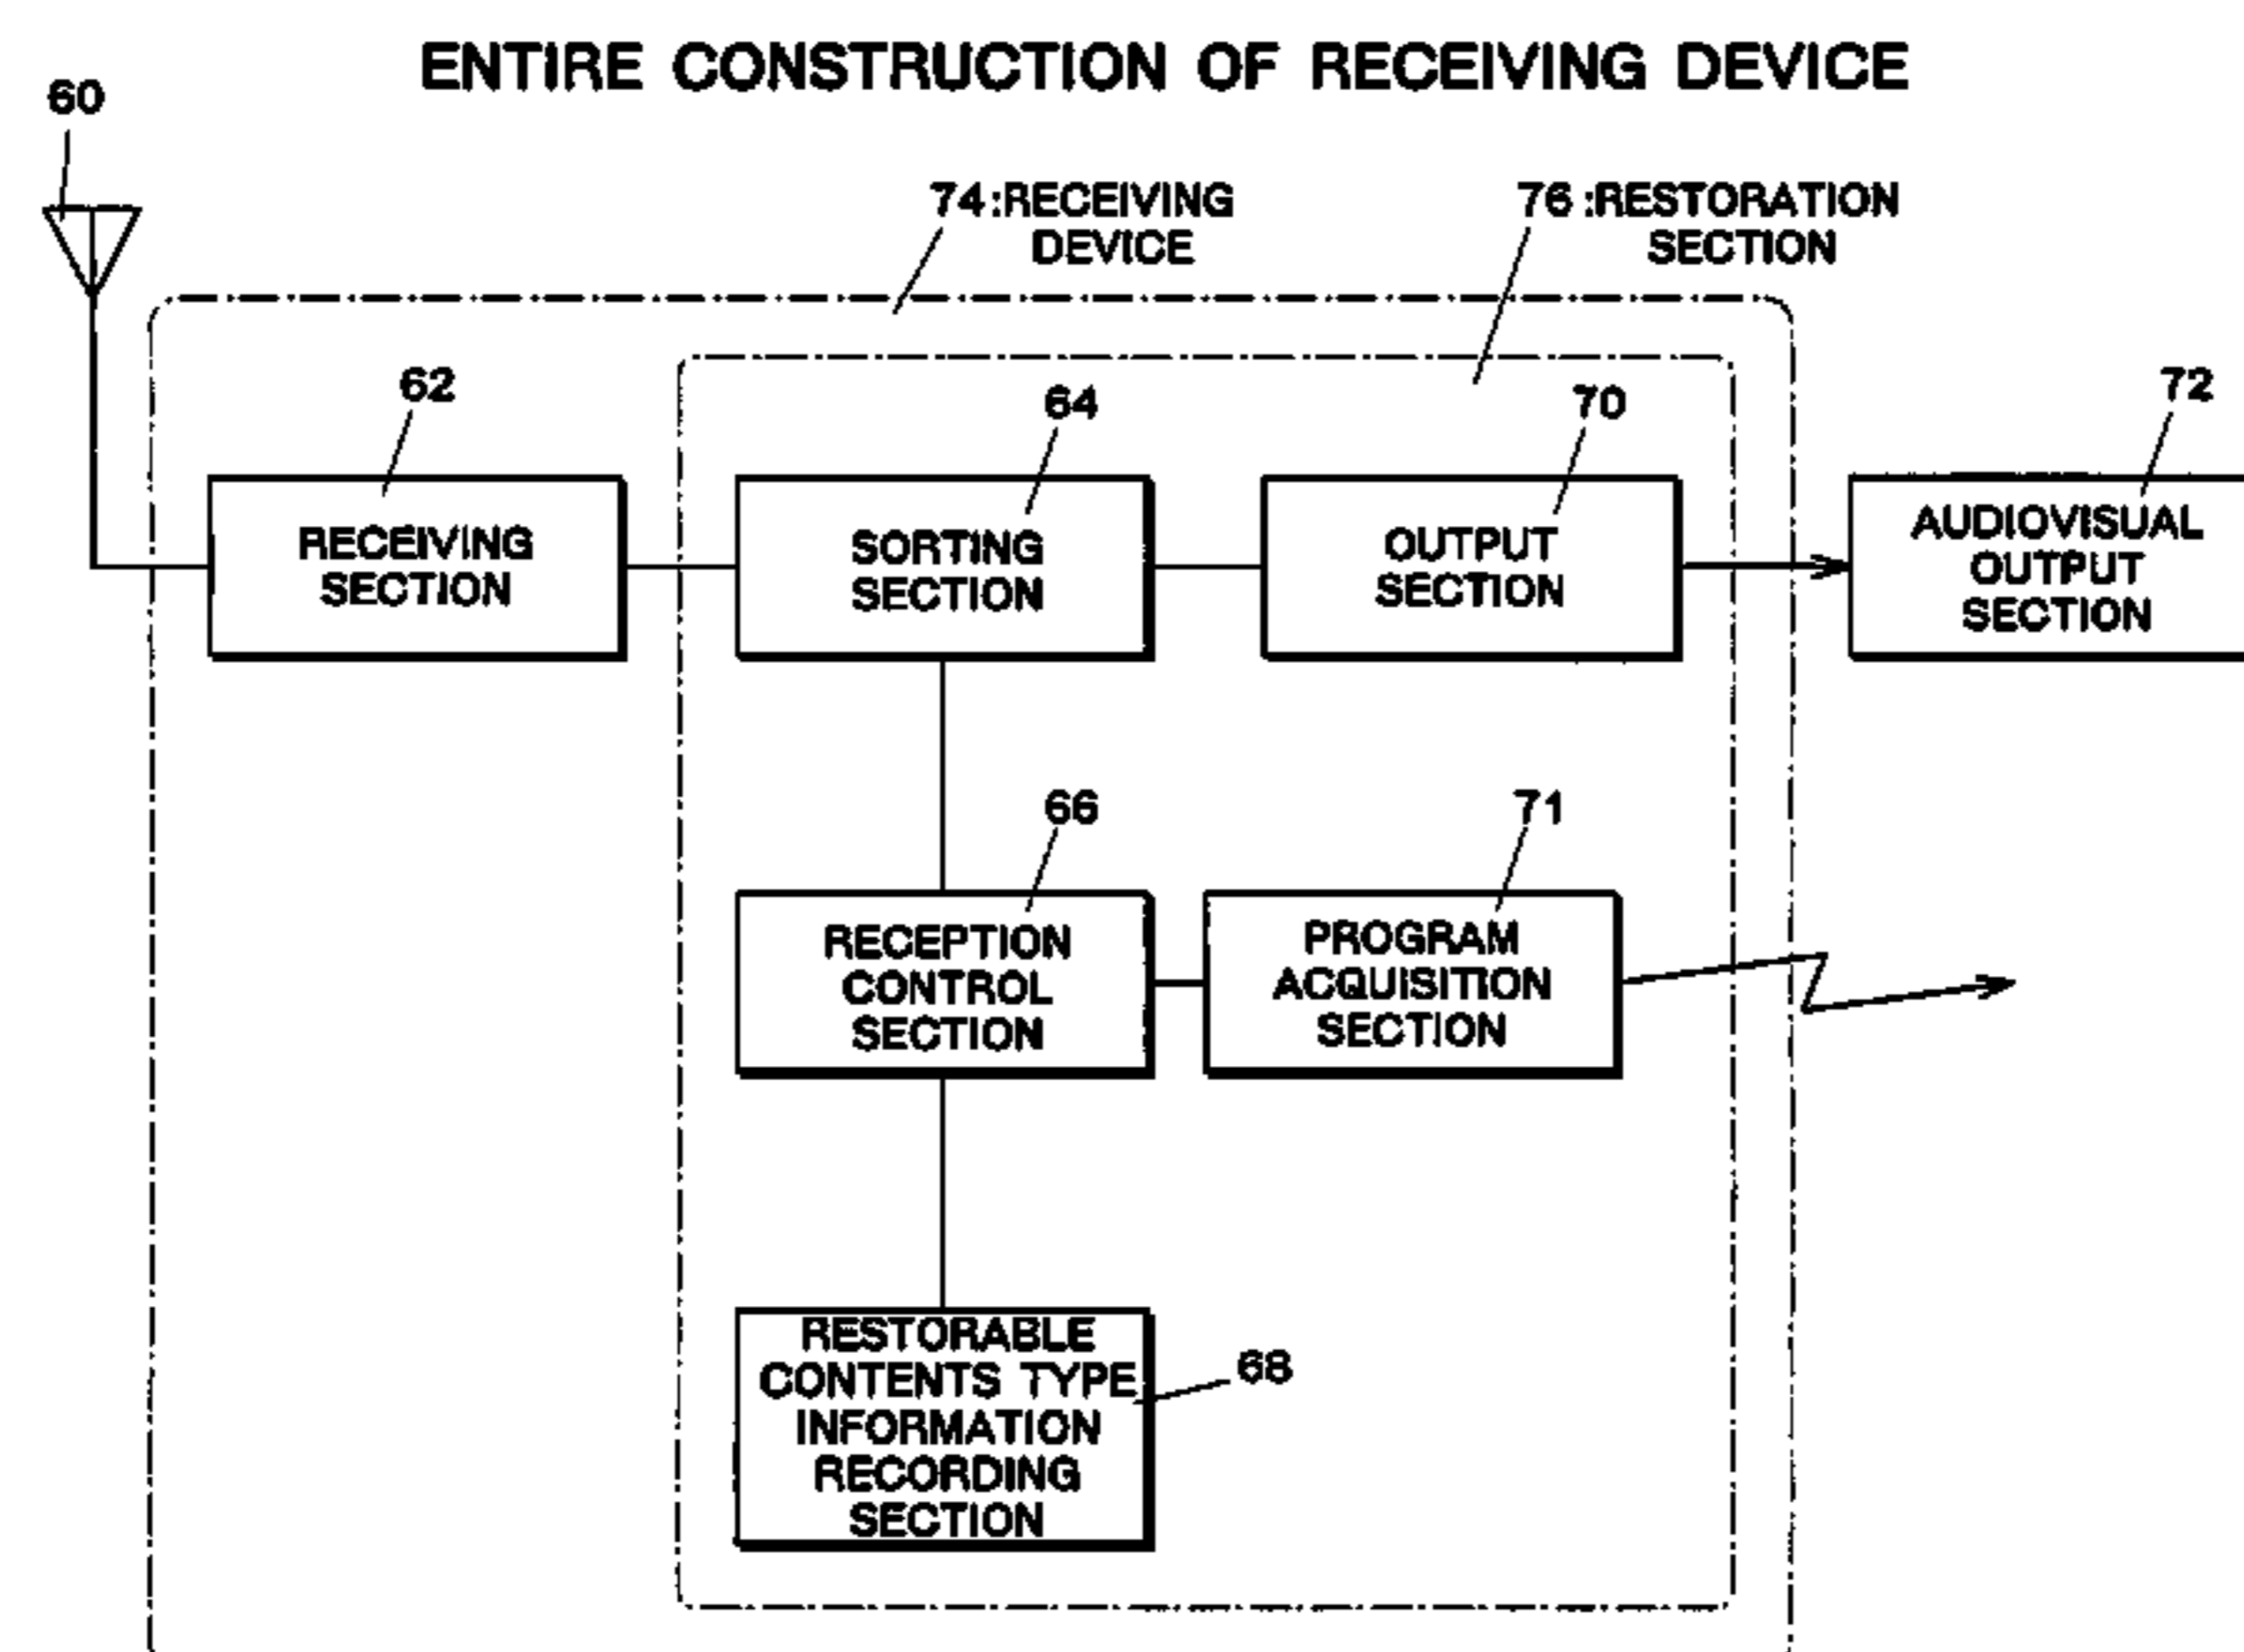 ENTIRE CONSTRUCTION OF RECEIVING DEVICE
60
74:RECEIVING
DEVICE
76:RESTORATION
SECTION
62
64
70
72
RECEIVING
SECTION
SORTING
SECTION
OUTPUT
SECTION
AUDIOVISUAL
OUTPUT
SECTION
66
71
RECEPTION
CONTROL
SECTION
PROGRAM
ACQUISITION
SECTION
RESTORABLE
CONTENTS TYPE
INFORMATION
RECORDING
SECTION
68